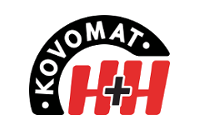 · KOVOMAT ·
H+H